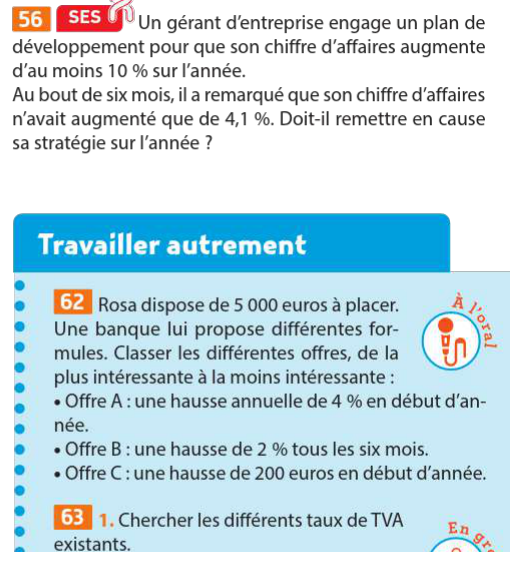 56 SES Un gérant d’entreprise engage un plan de
développement pour que son chiffre d’affaires augmente
d’au moins 10 % sur l’année.
Au bout de six mois, il a remarqué que son chiffre d’affaires
n’avait augmenté que de 4,1 %. Doit-il remettre en cause
sa stratégie sur l’année ?
Travailler autrement
62 Rosa dispose de 5 000 euros à placer.
Une banque lui propose différentes for-
mules. Classer les différentes offres, de la
plus intéressante à la moins intéressante :
• Offre A : une hausse annuelle de 4 % en début d’an-
née.
• Offre B : une hausse de 2 % tous les six mois.
• Offre C : une hausse de 200 euros en début d’année.
À l’oral
63 1. Chercher les différents taux de TVA
existants.
En